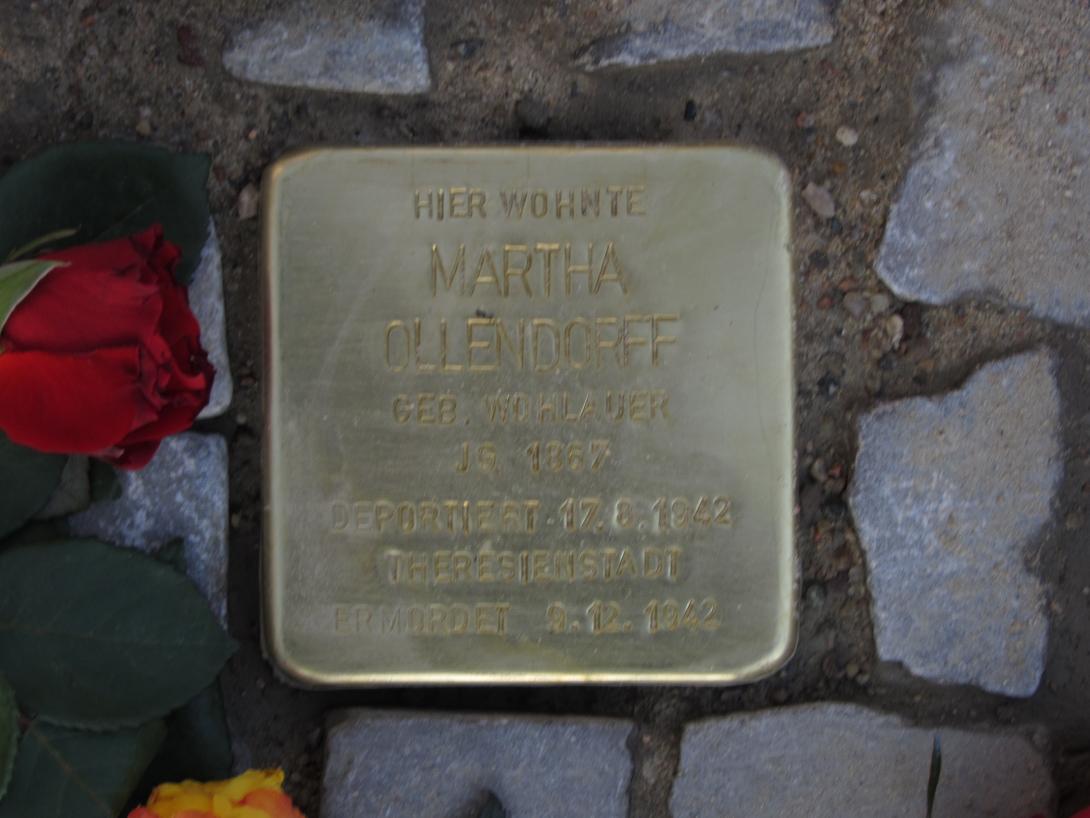 HIER WOHNTE
MARTHA
OLLENDORFF
GEB. WOHLAUER
JG. 1867
DEPORTIERT 17.8.1942
THERESIENSTADT
ERMORDET 9.12.1942